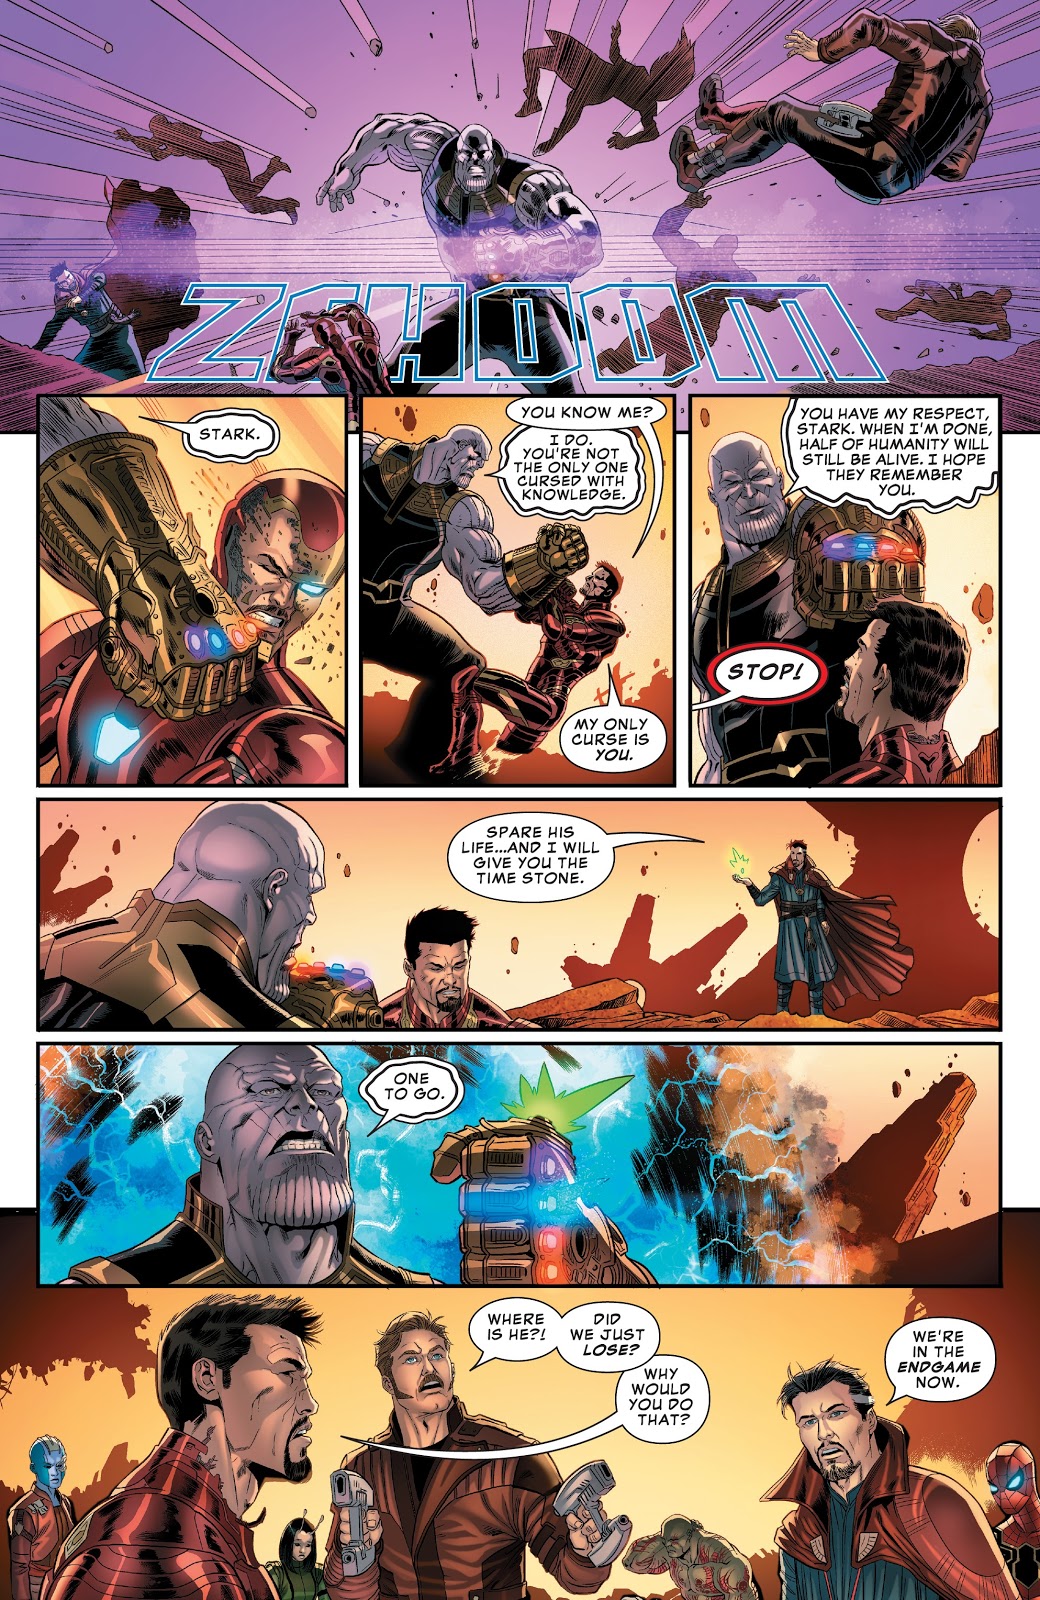 ZCHOOM
STARK.
YOU KNOW ME?
I DO.
YOU'RE NOT
THE ONLY ONE
CURSED WITH
KNOWLEDGE.
MY ONLY
CURSE IS
YOU.
YOU HAVE MY RESPECT,
STARK. WHEN I'M DONE,
HALF OF HUMANITY WILL
STILL BE ALIVE. I HOPE
THEY REMEMBER
YOU.
STOP!
SPARE HIS
LIFE...AND I WILL
GIVE YOU THE
TIME STONE.
ONE
TO GO.
WHERE
IS HE?!
DID
WE JUST
LOSE?
WHY
WOULD
YOU DO
THAT?
WE'RE
IN THE
ENDGAME
NOW.